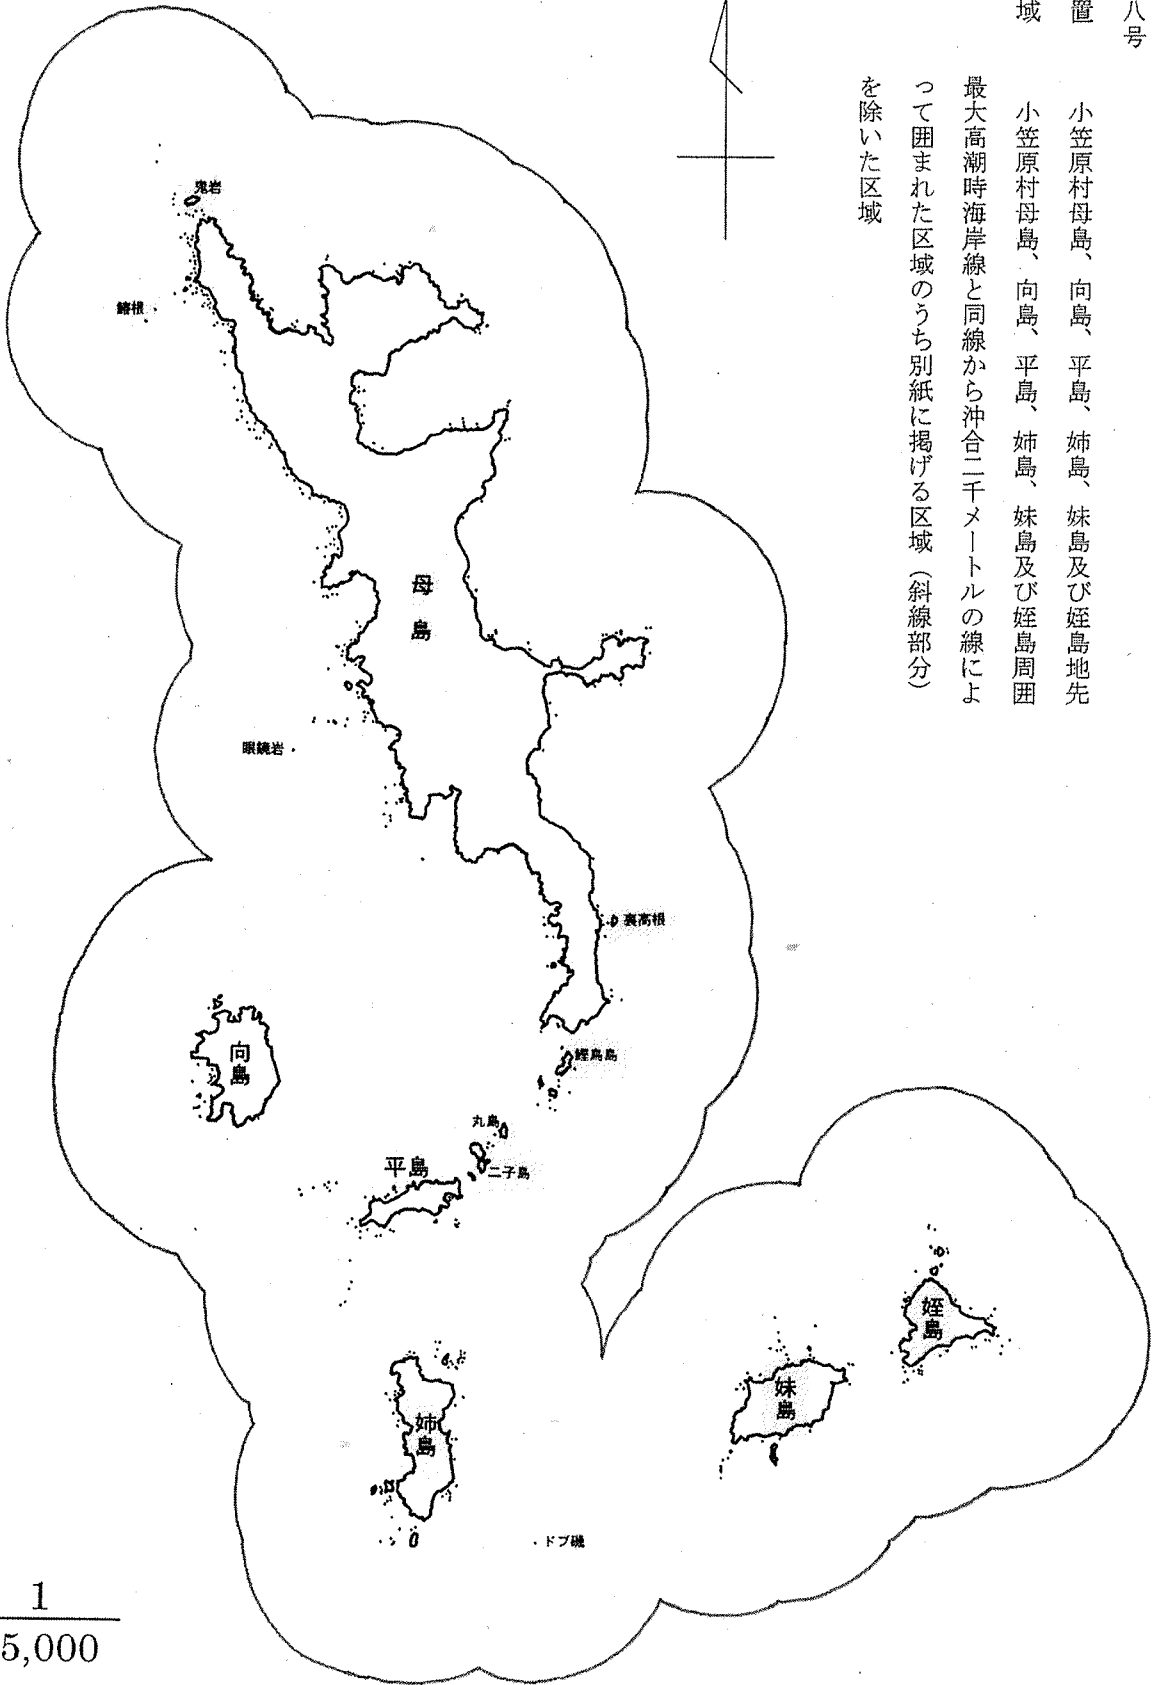 八号
置
小笠原村母島、向島、平島、姉島、妹島及び姪島地先
域
小笠原村母島、向島、平島、姉島、妹島及び姪島周囲
最大高潮時海岸線と同線から沖合二千メートルの線によ
って囲まれた区域のうち別紙に掲げる区域（斜線部分）
を除いた区域
鬼岩
鰆根
母島
眼鏡岩
裏高根
向島
鰹鳥島
丸島
二子島
平島
姪島
妹島
姉島
ドブ磯
1
5,000